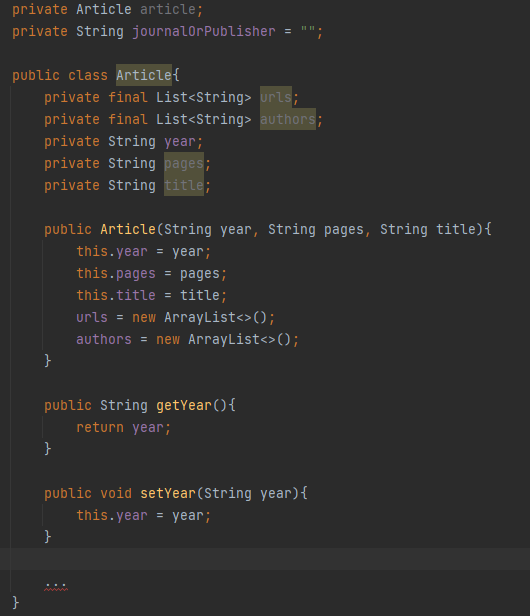 private Article article;
private String journalOrPublisher = "";
public class Article{
private final List<String> urls;
private final List<String> authors;
private String year;
private String pages;
private String title;
public Article(String year, String pages, String title){
this.year = year;
this.pages = pages;
this.title = title;
urls = new ArrayList<>();
authors = new ArrayList<>();
}
public String getYear(){
return year;
}
public void setYear(String year){
this.year = year;
}
...
}